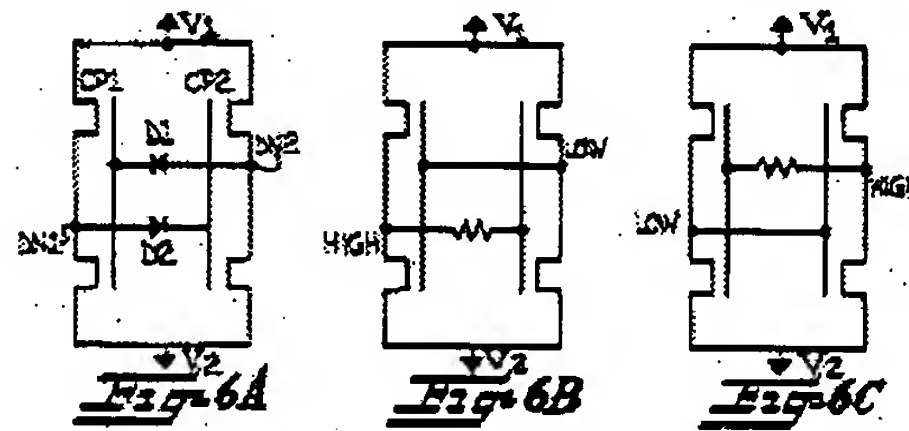 V1 V1 V1
CP1 CP2
D1 DN2 LOW HIGH
DN1 D2 HIGH LOW
V2 V2 V2
Fig-6A Fig-6B Fig-6C